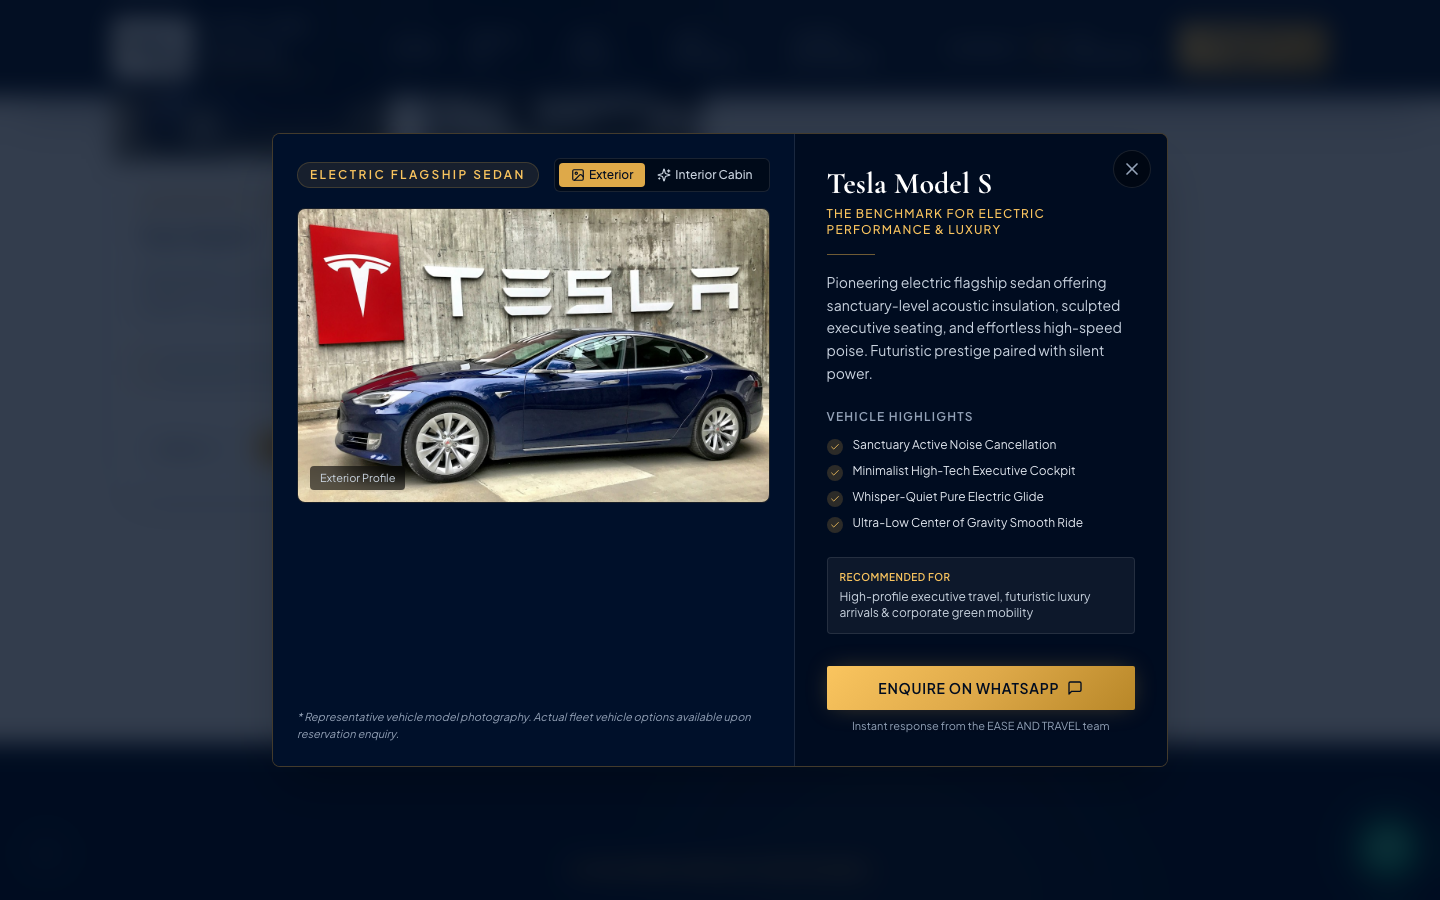 ELECTRIC FLAGSHIP SEDAN
Exterior
Interior Cabin
TESLA
Exterior Profile
* Representative vehicle model photography. Actual fleet vehicle options available upon
reservation enquiry.
Tesla Model S
THE BENCHMARK FOR ELECTRIC
PERFORMANCE & LUXURY
Pioneering electric flagship sedan offering
sanctuary-level acoustic insulation, sculpted
executive seating, and effortless high-speed
poise. Futuristic prestige paired with silent
power.
VEHICLE HIGHLIGHTS
Sanctuary Active Noise Cancellation
Minimalist High-Tech Executive Cockpit
Whisper-Quiet Pure Electric Glide
Ultra-Low Center of Gravity Smooth Ride
RECOMMENDED FOR
High-profile executive travel, futuristic luxury
arrivals & corporate green mobility
ENQUIRE ON WHATSAPP
Instant response from the EASE AND TRAVEL team